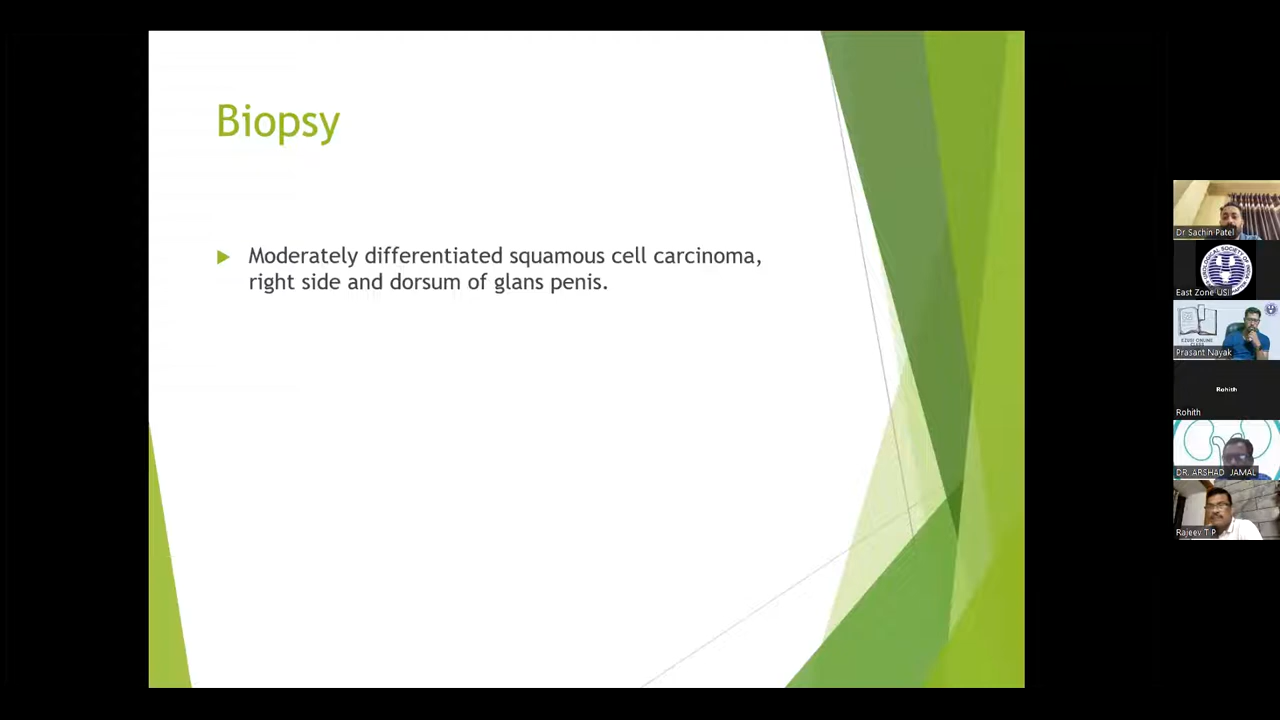 Biopsy
Moderately differentiated squamous cell carcinoma,
right side and dorsum of glans penis.
Dr Sachin Patel
East Zone USI
Prasant Nayak
Rohith
Rohith
DR. ARSHAD JAMAL
Rajeev T P